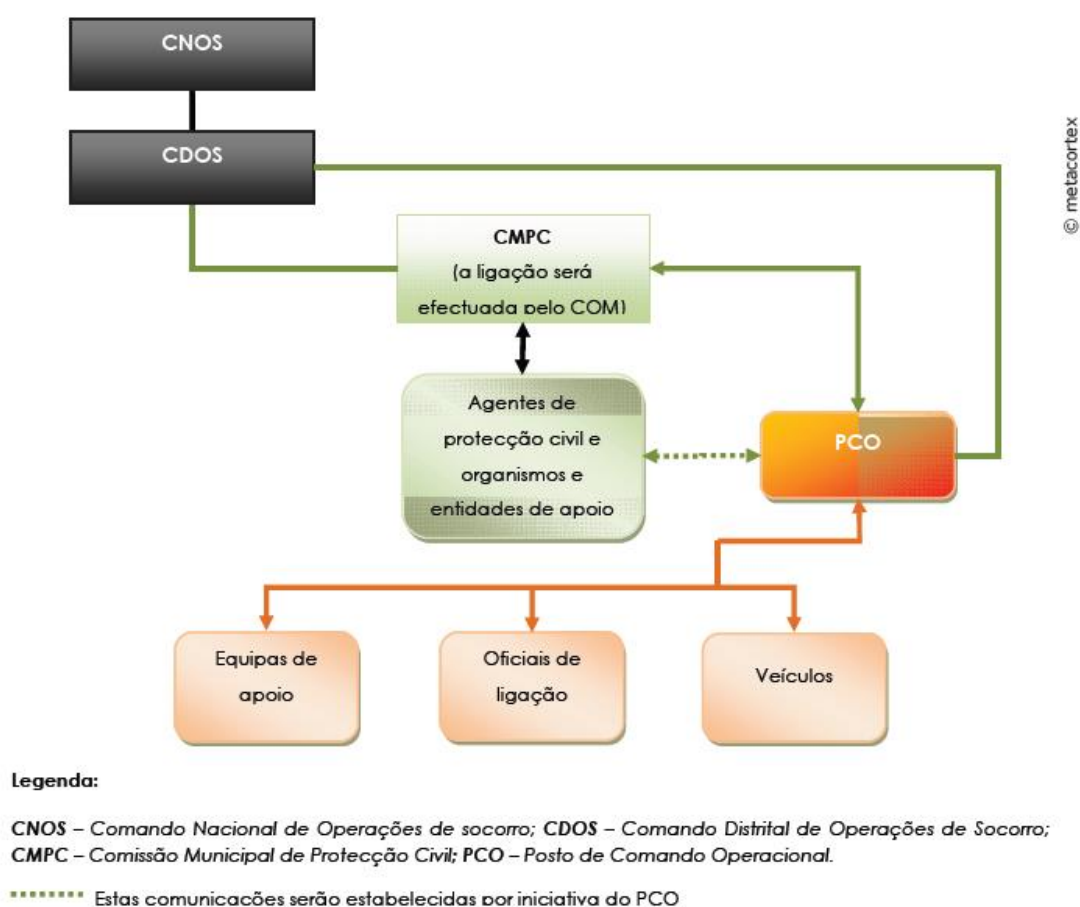 CNOS
CDOS
© metacortex
CMPC
(a ligação será
efectuada pelo COM)
Agentes de
protecção civil e
organismos e
entidades de apoio
PCO
Equipas de
apoio
Oficiais de
ligação
Veículos
Legenda:
CNOS – Comando Nacional de Operações de socorro; CDOS – Comando Distrital de Operações de Socorro;
CMPC – Comissão Municipal de Protecção Civil; PCO – Posto de Comando Operacional.
Estas comunicações serão estabelecidas por iniciativa do PCO